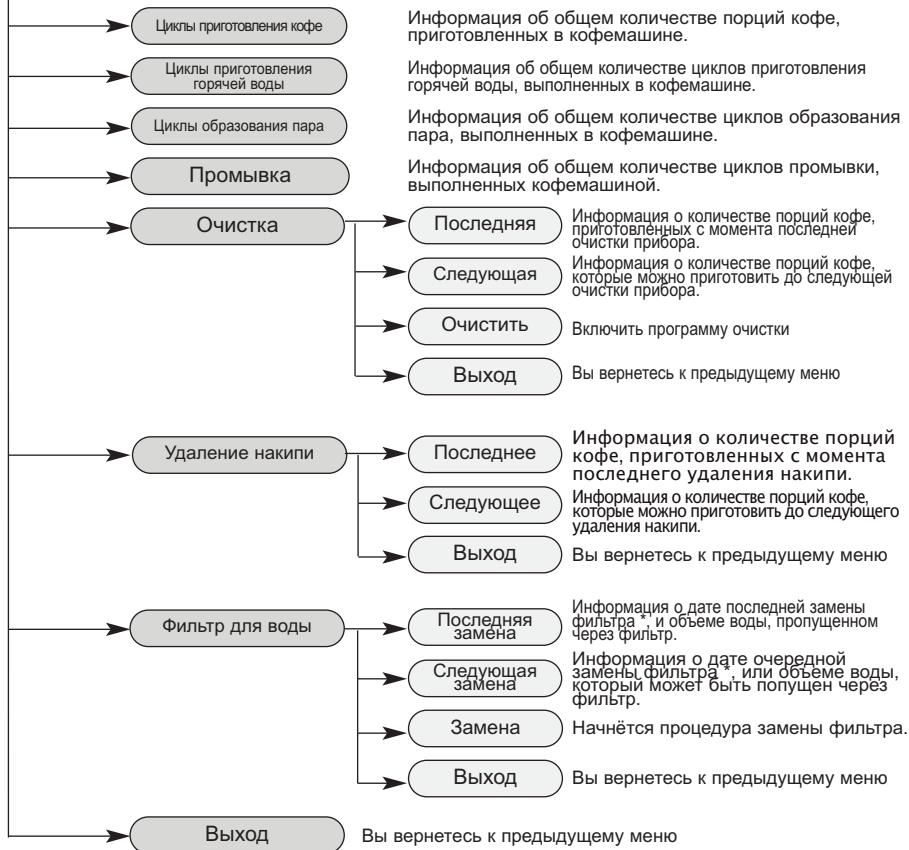 Циклы приготовления кофе
Информация об общем количестве порций кофе,
приготовленных в кофемашине.
Циклы приготовления
горячей воды
Информация об общем количестве циклов приготовления
горячей воды, выполненных в кофемашине.
Циклы образования пара
Информация об общем количестве циклов образования
пара, выполненных в кофемашине.
Промывка
Информация об общем количестве циклов промывки,
выполненных кофемашиной.
Очистка
Последняя
Информация о количестве порций кофе,
приготовленных с момента последней
очистки прибора.
Следующая
Информация о количестве порций кофе,
которые можно приготовить до следующей
очистки прибора.
Очистить
Включить программу очистки
Выход
Вы вернетесь к предыдущему меню
Удаление накипи
Последнее
Информация о количестве порций
кофе, приготовленных с момента
последнего удаления накипи.
Следующее
Информация о количестве порций кофе,
которые можно приготовить до следующего
удаления накипи.
Выход
Вы вернетесь к предыдущему меню
Фильтр для воды
Последняя
замена
Информация о дате последней замены
фильтра *, и объеме воды, пропущенном
через фильтр.
Следующая
замена
Информация о дате очередной
замены фильтра *, или объеме воды,
который может быть попущен через
фильтр.
Замена
Начнётся процедура замены фильтра.
Выход
Вы вернетесь к предыдущему меню
Выход
Вы вернетесь к предыдущему меню